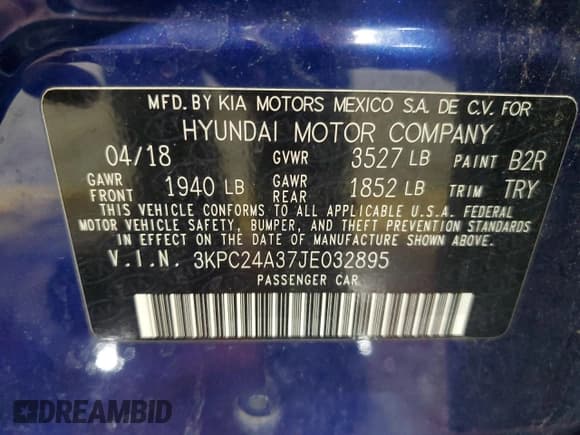 MFD. BY KIA MOTORS MEXICO S.A. DE C.V. FOR
HYUNDAI MOTOR COMPANY
04/18 GVWR 3527 LB PAINT B2R
GAWR FRONT 1940 LB GAWR REAR 1852 LB TRIM TRY
THIS VEHICLE CONFORMS TO ALL APPLICABLE U.S.A. FEDERAL
MOTOR VEHICLE SAFETY, BUMPER, AND THEFT PREVENTION STANDARDS
IN EFFECT ON THE DATE OF MANUFACTURE SHOWN ABOVE.
V.I.N. 3KPC24A37JE032895
PASSENGER CAR
DREAMBID